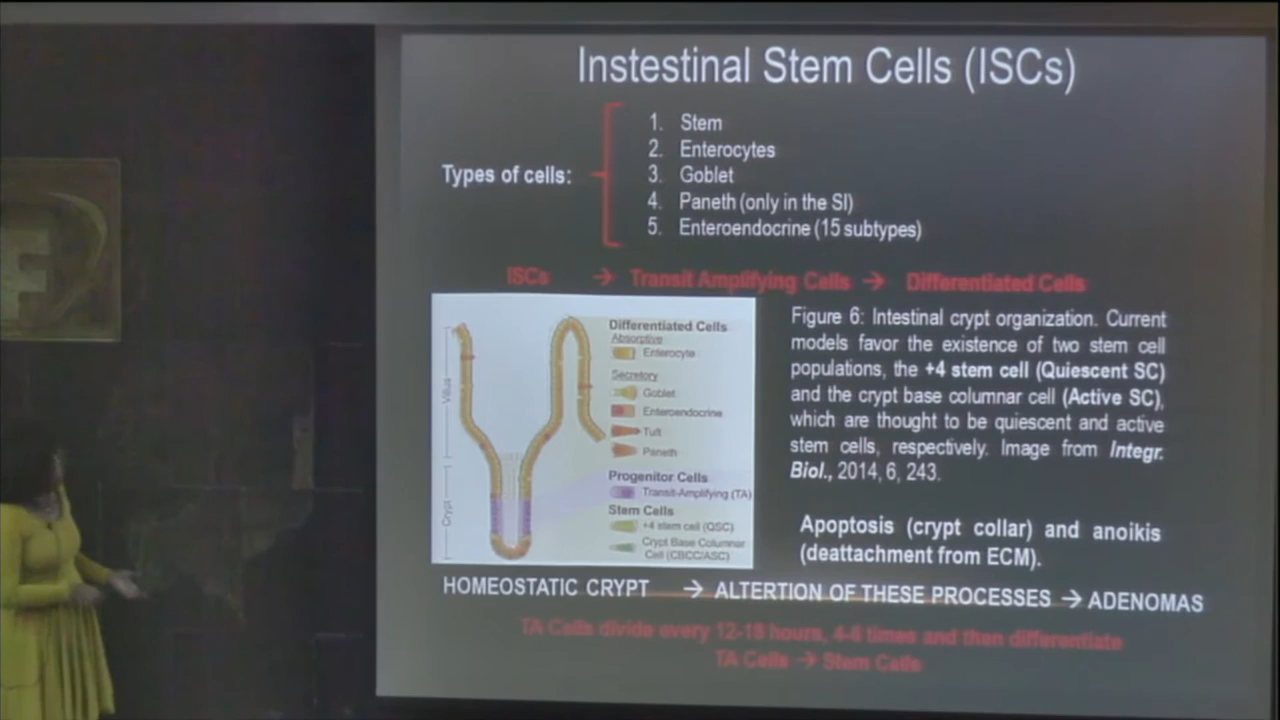 Instestinal Stem Cells (ISCs)
Types of cells:
1. Stem
2. Enterocytes
3. Goblet
4. Paneth (only in the SI)
5. Enteroendocrine (15 subtypes)
ISCs → Transit Amplifying Cells → Differentiated Cells
Villus
Crypt
Differentiated Cells
Absorptive
Enterocyte
Secretory
Goblet
Enteroendocrine
Tuft
Paneth
Progenitor Cells
Transit-Amplifying (TA)
Stem Cells
+4 stem cell (QSC)
Crypt Base Columnar
Cell (CBCC/ASC)
Figure 6: Intestinal crypt organization. Current
models favor the existence of two stem cell
populations, the +4 stem cell (Quiescent SC)
and the crypt base columnar cell (Active SC),
which are thought to be quiescent and active
stem cells, respectively. Image from Integr.
Biol., 2014, 6, 243.
Apoptosis (crypt collar) and anoikis
(deattachment from ECM).
HOMEOSTATIC CRYPT → ALTERTION OF THESE PROCESSES → ADENOMAS
TA Cells divide every 12-18 hours, 4-6 times and then differentiate
TA Cells → Stem Cells